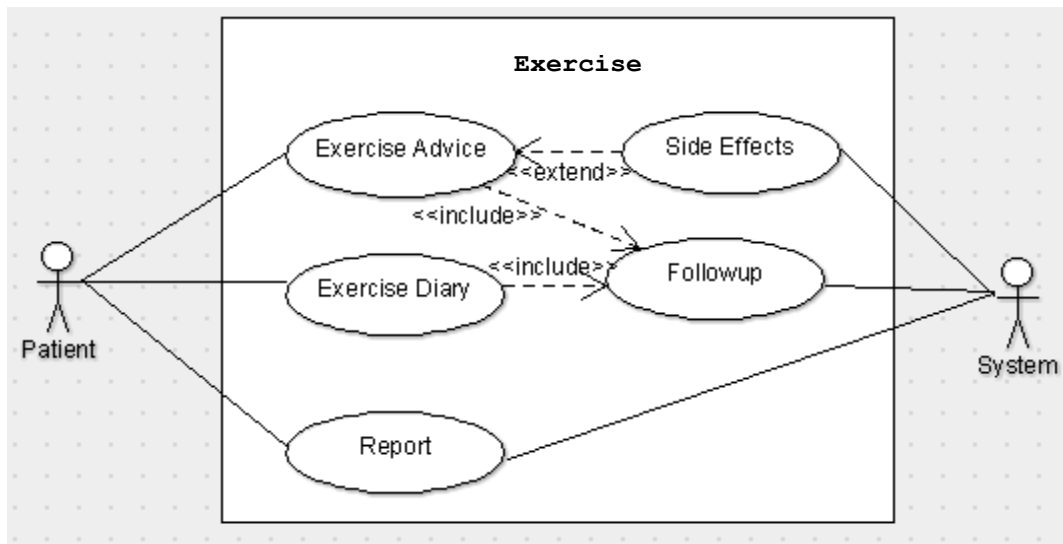 Exercise
Exercise Advice
Side Effects
<<extend>>
<<include>>
<<include>>
Followup
Exercise Diary
Patient
System
Report